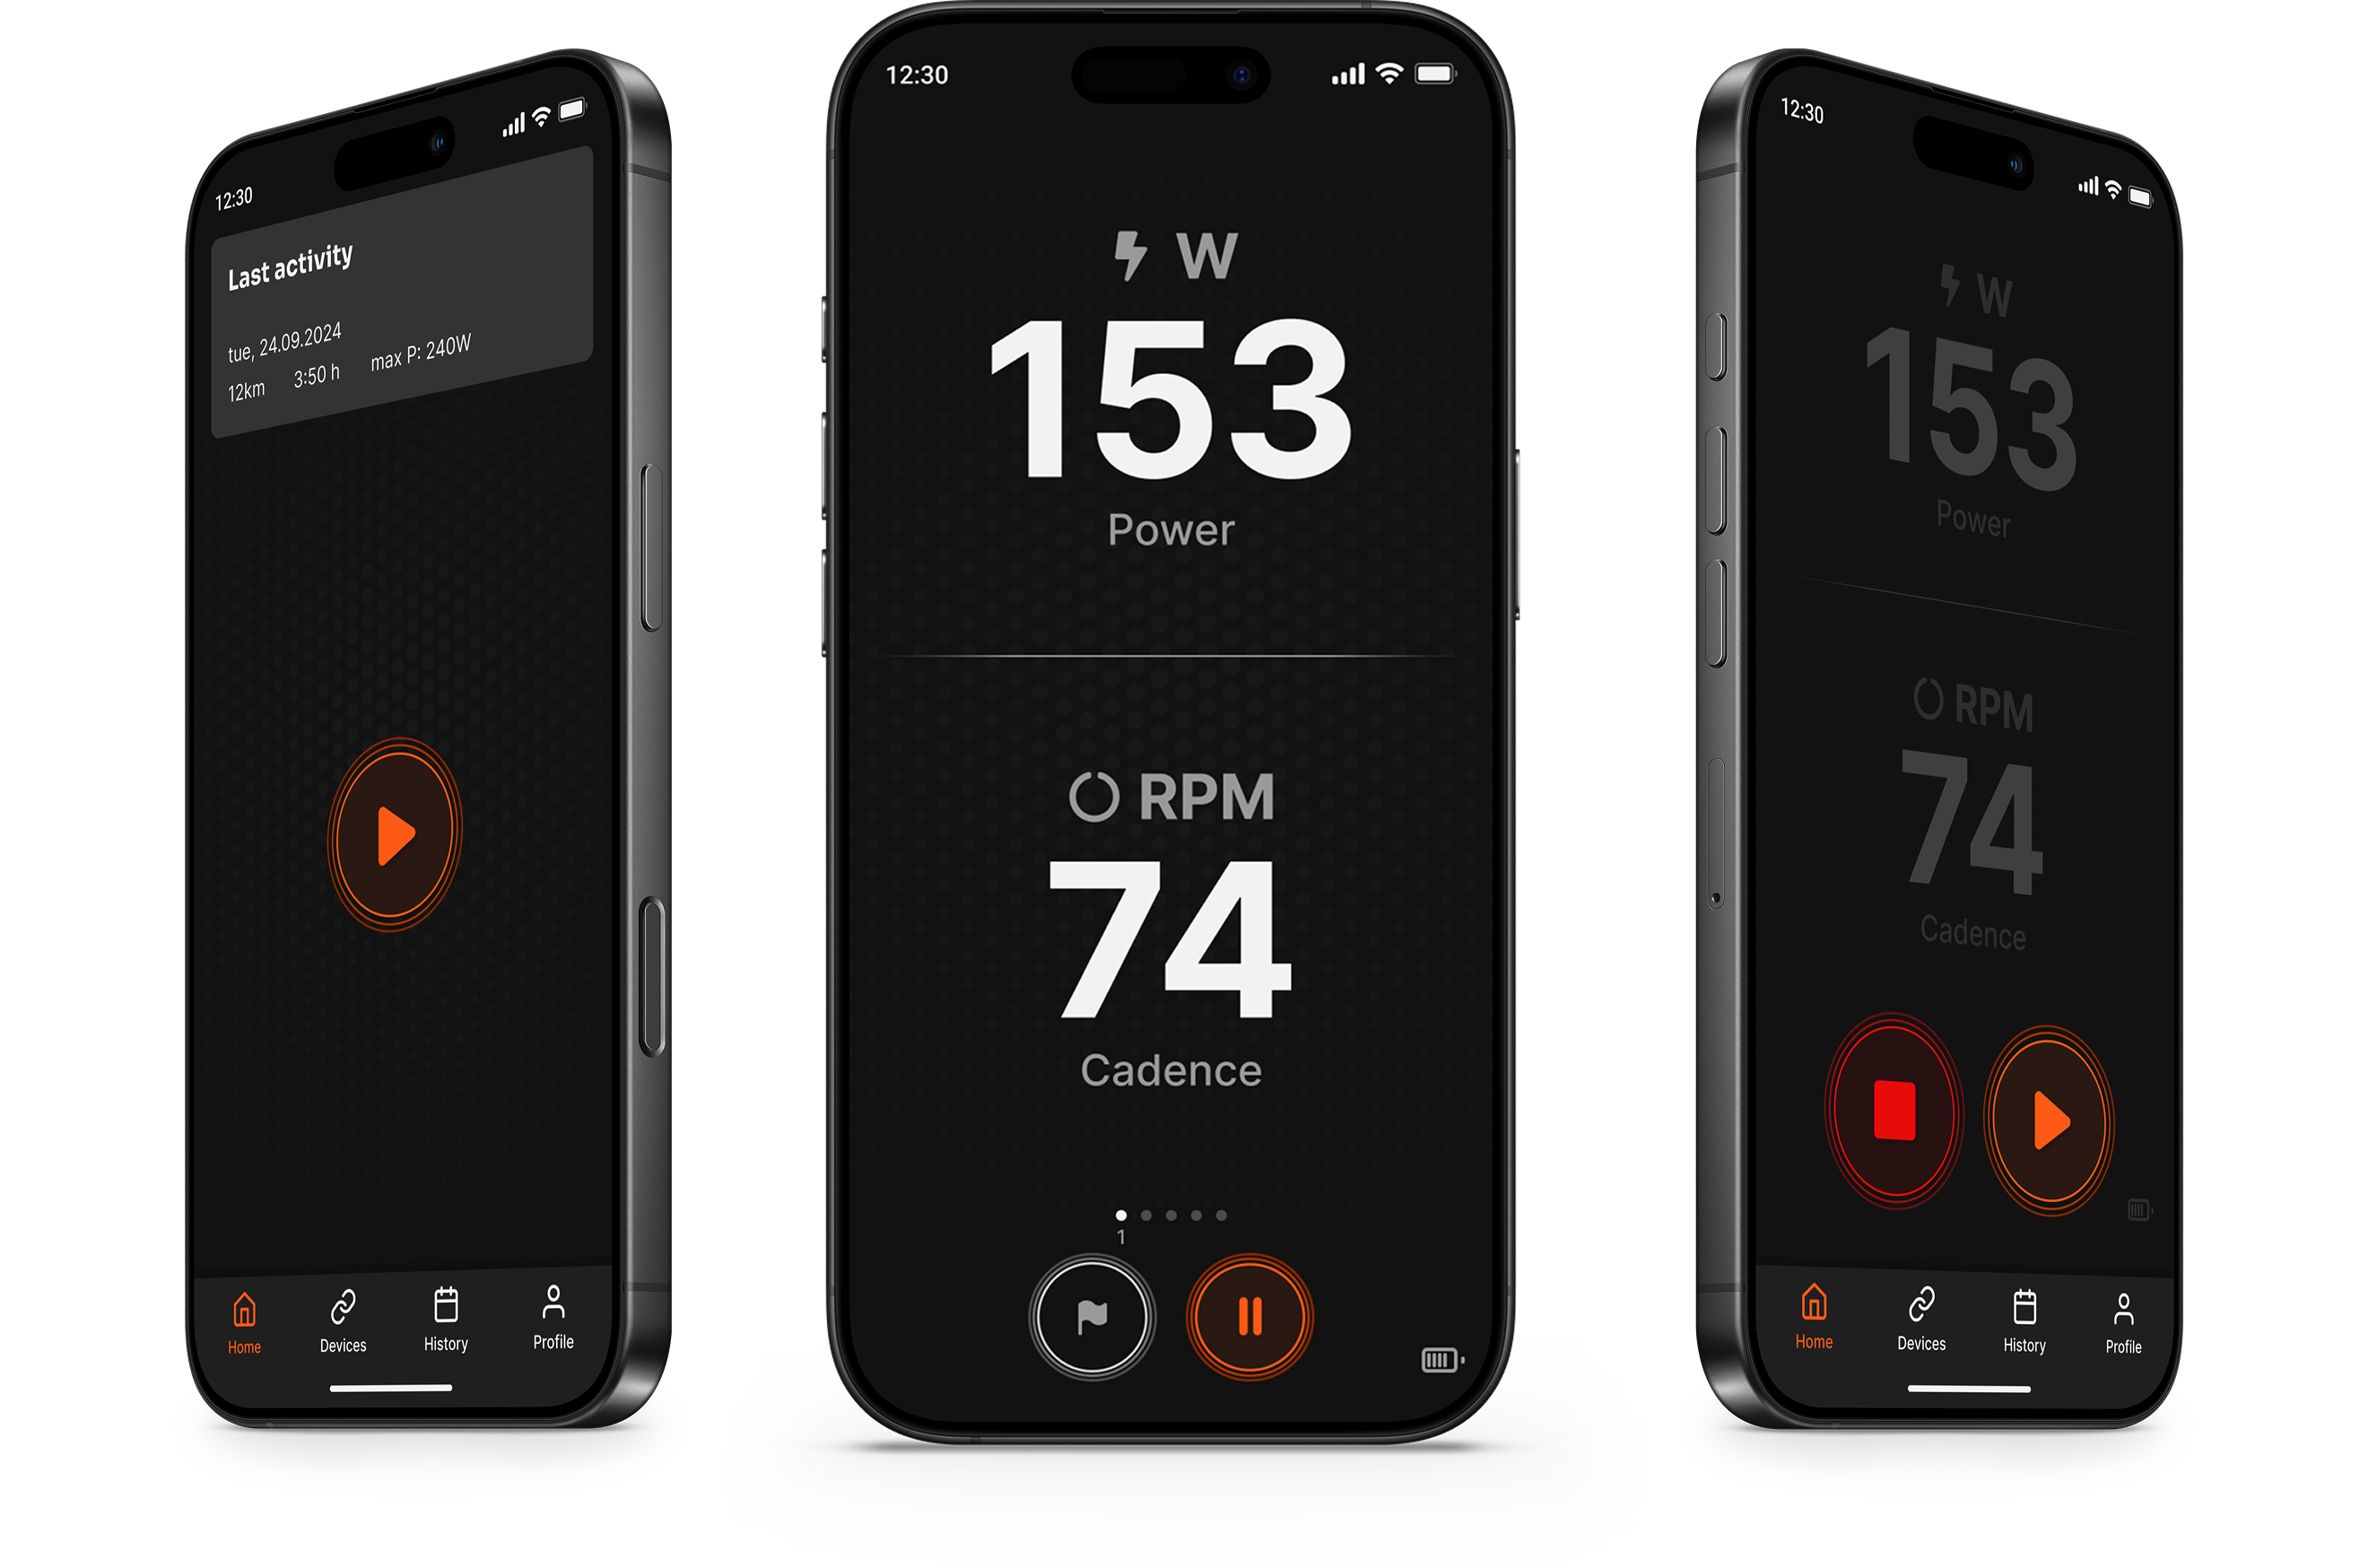 12:30
Last activity
tue, 24.09.2024
12km 3:50 h max P: 240W
Home Devices History Profile
12:30
W
153
Power
RPM
74
Cadence
1
12:30
W
153
Power
RPM
74
Cadence
Home Devices History Profile